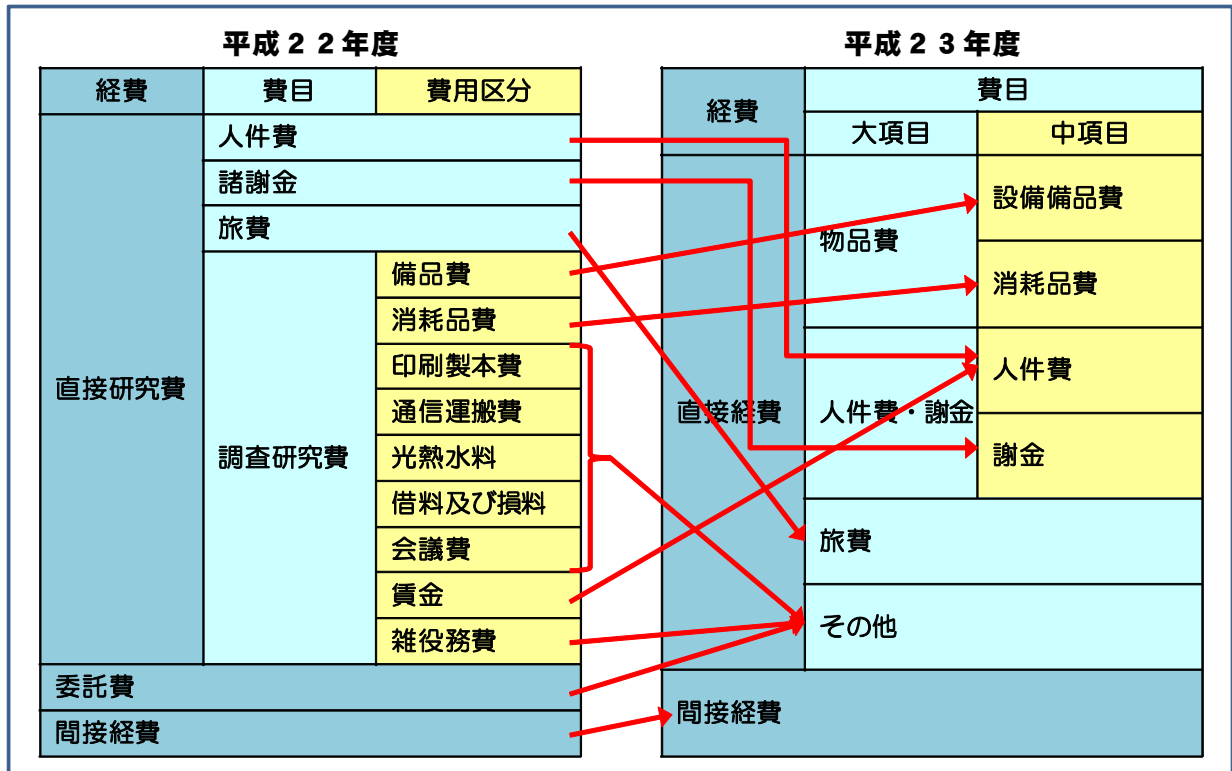 平成２２年度
経費
費目
費用区分
直接研究費
人件費
諸謝金
旅費
調査研究費
備品費
消耗品費
印刷製本費
通信運搬費
光熱水料
借料及び損料
会議費
賃金
雑役務費
委託費
間接経費
平成２３年度
経費
費目
大項目
中項目
直接経費
物品費
設備備品費
消耗品費
人件費・謝金
人件費
謝金
旅費
その他
間接経費